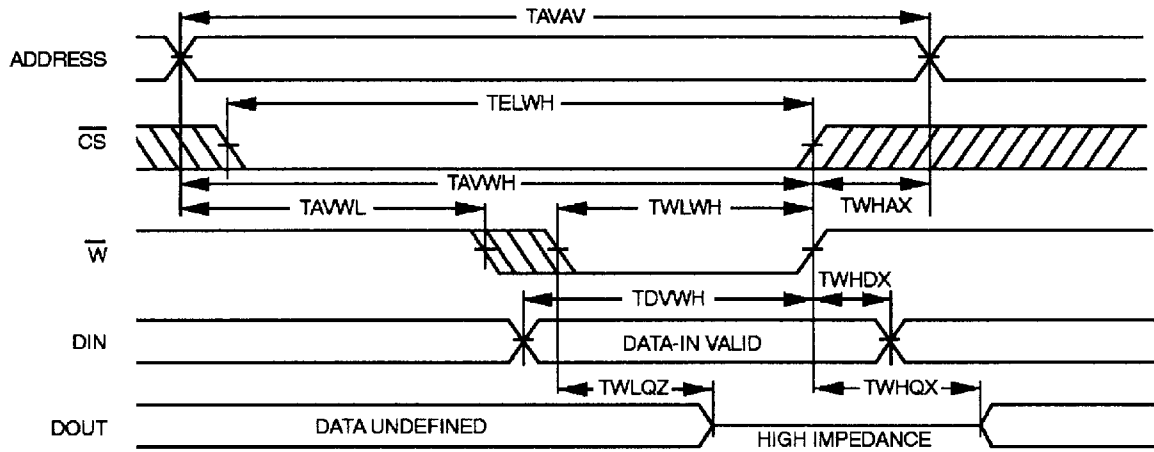 TAVAV
ADDRESS
TELWH
CS
TAVWH
TWHAX
TAVWL
TWLWH
W
TWHDX
TDVWH
DIN
DATA-IN VALID
TWLQZ
TWHQX
DOUT
DATA UNDEFINED
HIGH IMPEDANCE